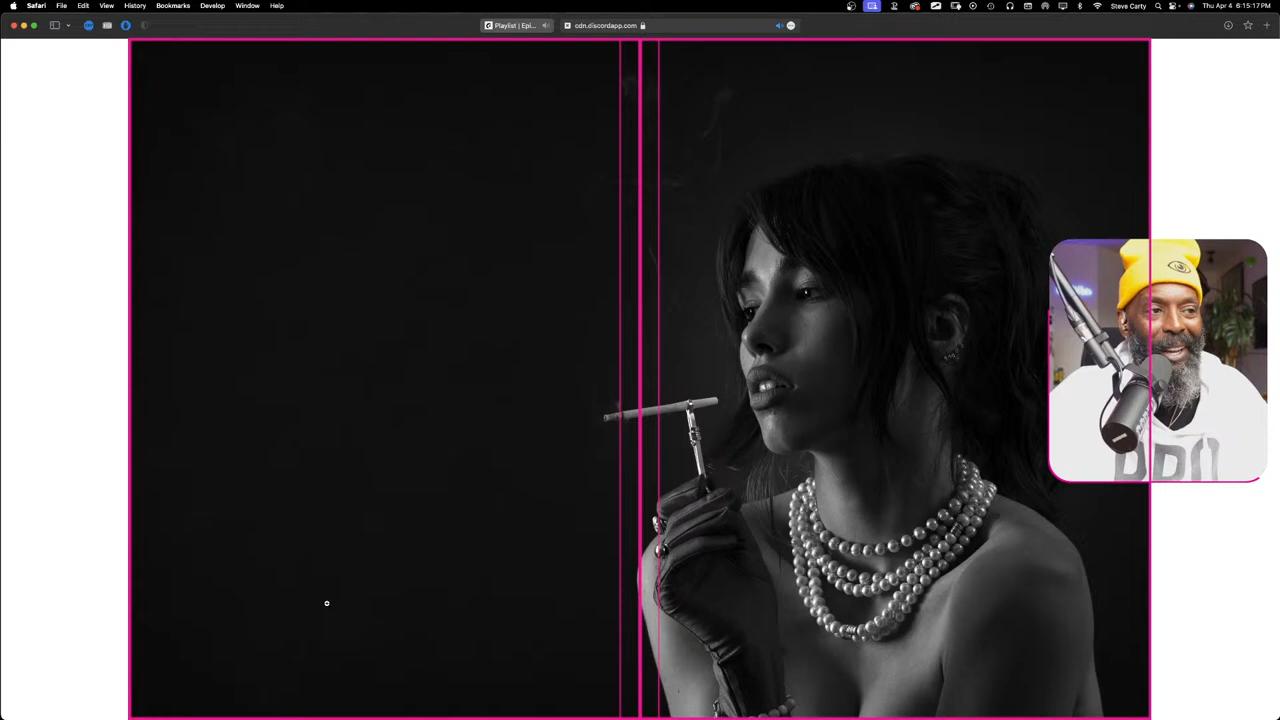 Safari File Edit View History Bookmarks Develop Window Help
Steve Carty Thu Apr 4 6:15:17 PM
Playlist | Epi... cdn.discordapp.com